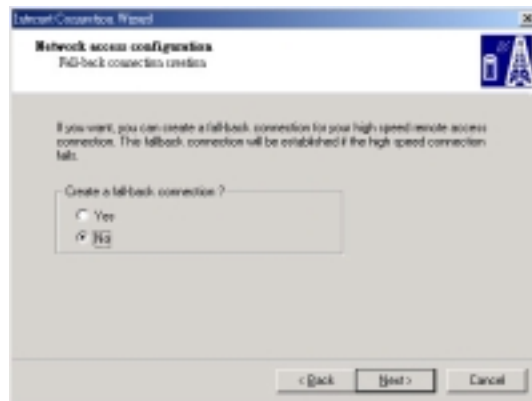 Internet Connection Wizard
Network access configuration
Fall-back connection creation
If you want, you can create a fall-back connection for your high speed remote access
connection. This fallback connection will be established if the high speed connection
fails.
Create a fall-back connection ?
Yes
No
< Back
Next >
Cancel